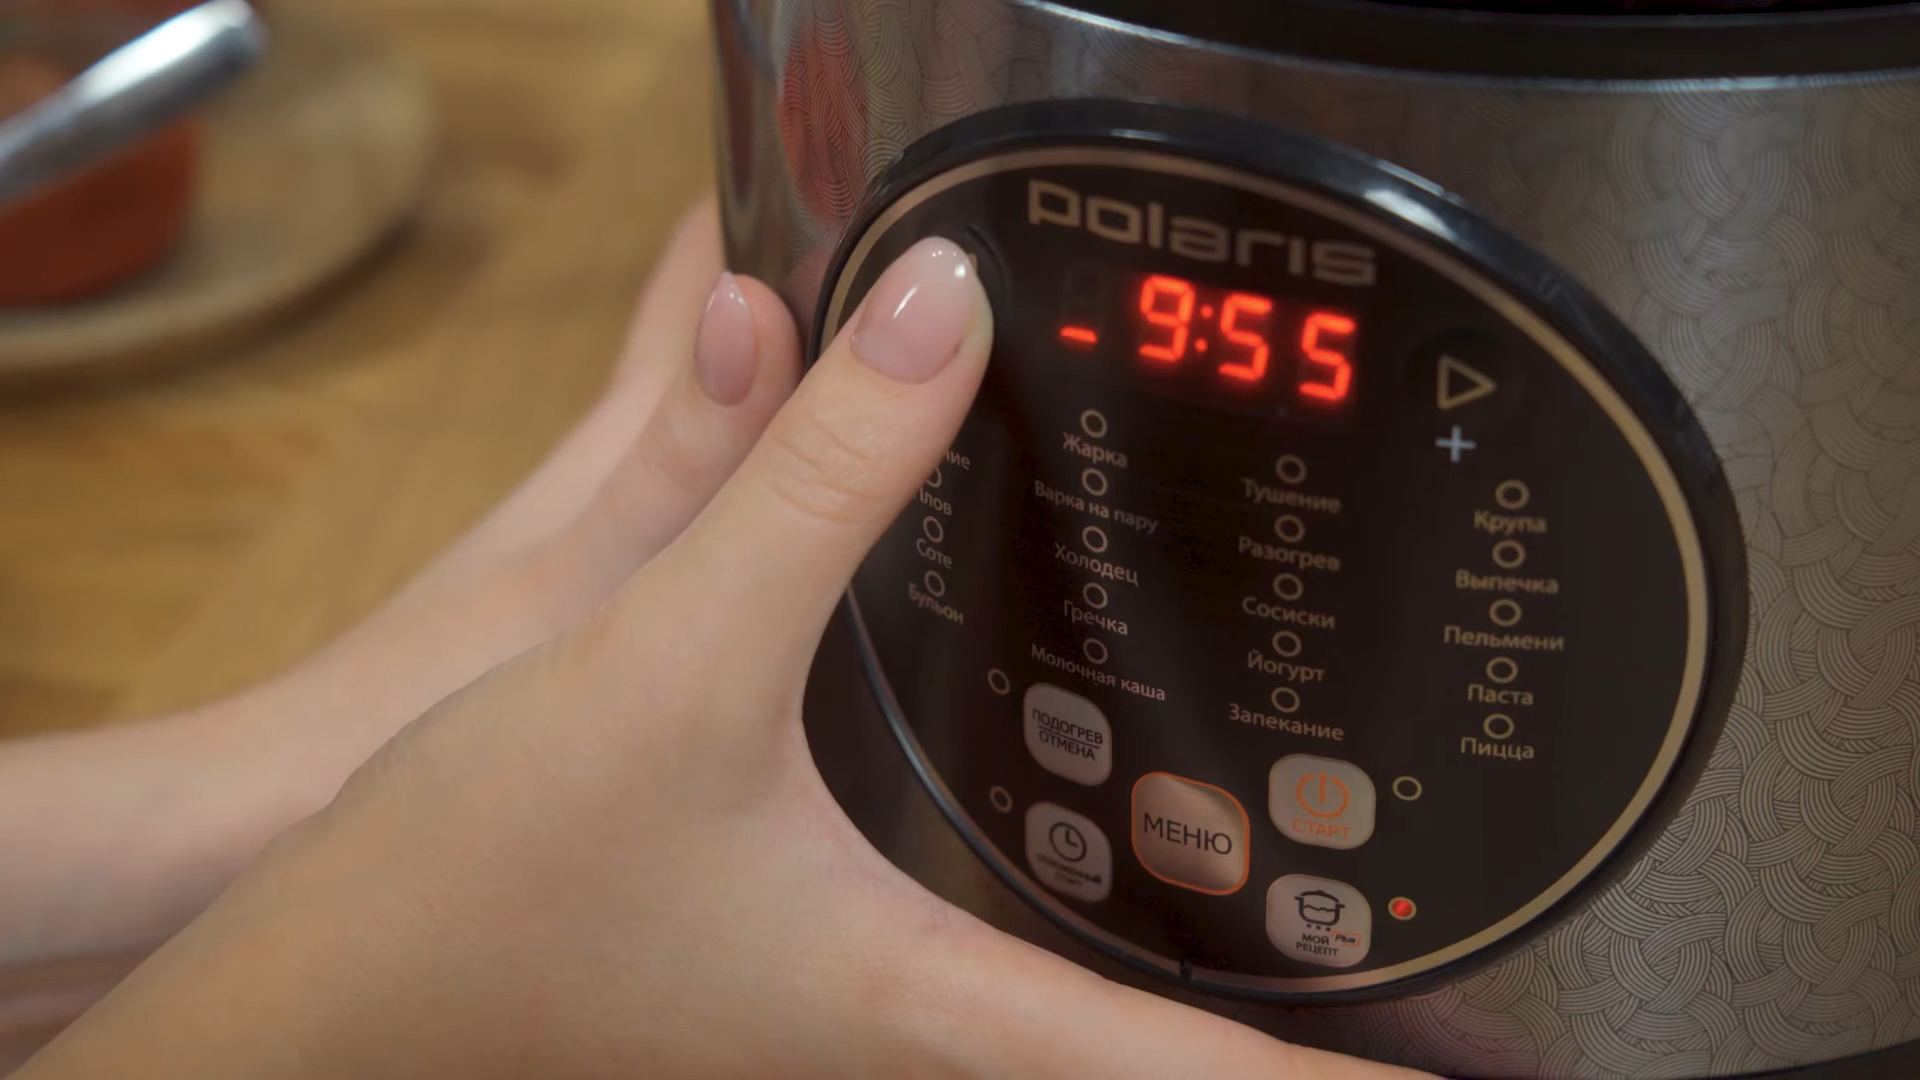 polaris
9:55
+
Жарка
Варка на пару
Холодец
Гречка
Молочная каша
Соте
Бульон
Тушение
Разогрев
Сосиски
Йогурт
Запекание
Крупа
Выпечка
Пельмени
Паста
Пицца
ПОДОГРЕВ
ОТМЕНА
МЕНЮ
СТАРТ
СТАРТ
МОЙ Plus
РЕЦЕПТ